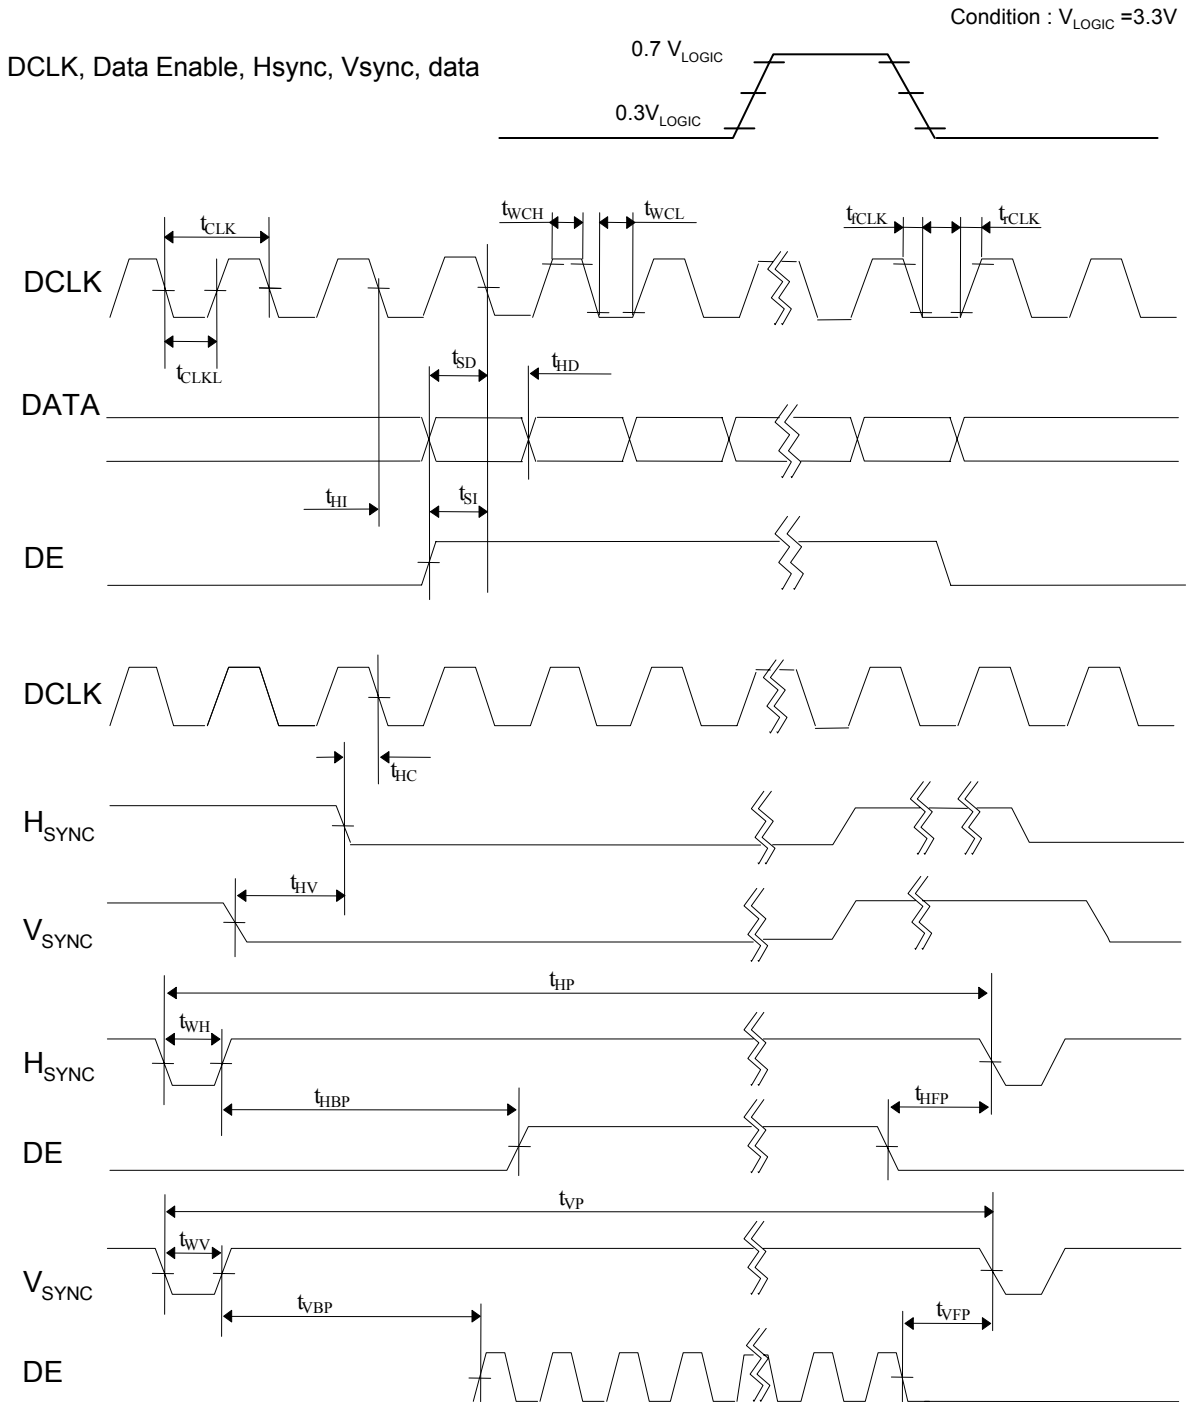 Condition : VLOGIC =3.3V
0.7 VLOGIC
DCLK, Data Enable, Hsync, Vsync, data
0.3VLOGIC
tCLK
tWCH
tWCL
tfCLK
trCLK
DCLK
tCLKL
tSD
tHD
DATA
tHI
tSI
DE
DCLK
tHC
HSYNC
tHV
VSYNC
tHP
tWH
HSYNC
tHBP
tHFP
DE
tVP
tWV
VSYNC
tVBP
tVFP
DE